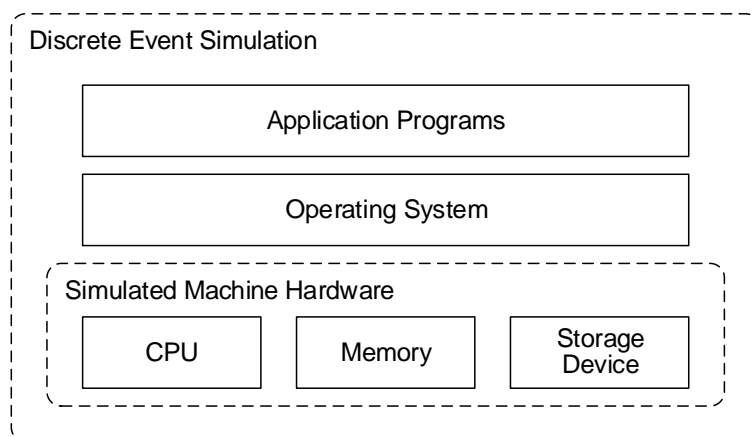 Discrete Event Simulation
Application Programs
Operating System
Simulated Machine Hardware
CPU
Memory
Storage
Device